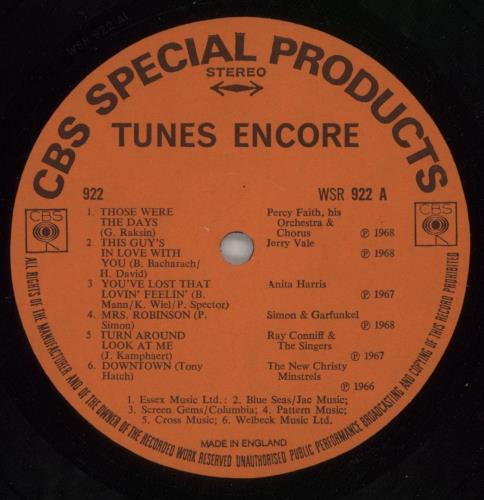 CBS SPECIAL PRODUCTS
STEREO
TUNES ENCORE
922
WSR 922 A
CBS
CBS
1. THOSE WERE THE DAYS (G. Raksin) Percy Faith, his Orchestra & Chorus ℗ 1968
2 THIS GUY'S IN LOVE WITH YOU (B. Bacharach/ H. David) Jerry Vale ℗ 1968
3. YOU'VE LOST THAT LOVIN' FEELIN' (B. Mann/K. Wiel/P. Spector) Anita Harris ℗ 1967
4. MRS. ROBINSON (P. Simon) Simon & Garfunkel ℗ 1968
5 TURN AROUND LOOK AT ME (J. Kamphaert) Ray Conniff & The Singers ℗ 1967
6. DOWNTOWN (Tony Hatch) The New Christy Minstrels ℗ 1966
1. Essex Music Ltd.: 2. Blue Seas/Jac Music;
3. Screen Gems/Columbia; 4. Pattern Music;
5. Cross Music; 6. Welbeck Music Ltd.
MADE IN ENGLAND
ALL RIGHTS OF THE MANUFACTURER AND OF THE OWNER OF THE RECORDED WORK RESERVED UNAUTHORISED PUBLIC PERFORMANCE BROADCASTING AND COPYING OF THIS RECORD PROHIBITED
WSR 922 A1